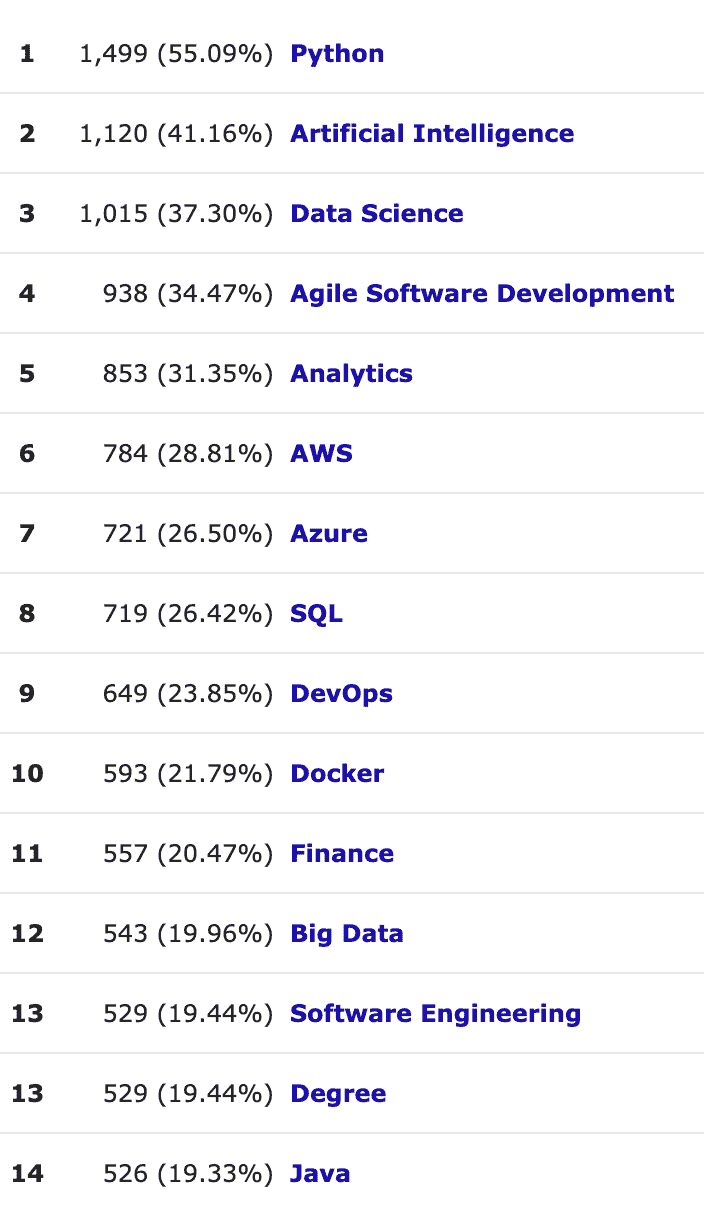 1 1,499 (55.09%) Python
2 1,120 (41.16%) Artificial Intelligence
3 1,015 (37.30%) Data Science
4 938 (34.47%) Agile Software Development
5 853 (31.35%) Analytics
6 784 (28.81%) AWS
7 721 (26.50%) Azure
8 719 (26.42%) SQL
9 649 (23.85%) DevOps
10 593 (21.79%) Docker
11 557 (20.47%) Finance
12 543 (19.96%) Big Data
13 529 (19.44%) Software Engineering
13 529 (19.44%) Degree
14 526 (19.33%) Java